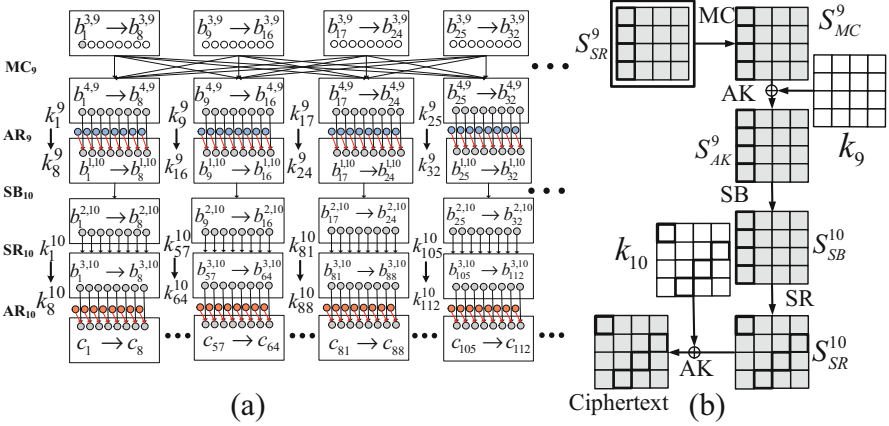 b_1^{3,9} → b_8^{3,9} b_9^{3,9} → b_16^{3,9} b_17^{3,9} → b_24^{3,9} b_25^{3,9} → b_32^{3,9}
MC_9
b_1^{4,9} → b_8^{4,9} b_9^{4,9} → b_16^{4,9} b_17^{4,9} → b_24^{4,9} b_25^{4,9} → b_32^{4,9}
k_1^9 k_9^9 k_17^9 k_25^9
AR_9
k_8^9 k_16^9 k_24^9 k_32^9
b_1^{1,10} → b_8^{1,10} b_9^{1,10} → b_16^{1,10} b_17^{1,10} → b_24^{1,10} b_25^{1,10} → b_32^{1,10}
SB_10
b_1^{2,10} → b_8^{2,10} b_9^{2,10} → b_16^{2,10} b_17^{2,10} → b_24^{2,10} b_25^{2,10} → b_32^{2,10}
SR_10
k_1^10 k_57^10 k_81^10 k_105^10
b_1^{3,10} → b_8^{3,10} b_57^{3,10} → b_64^{3,10} b_81^{3,10} → b_88^{3,10} b_105^{3,10} → b_112^{3,10}
k_8^10 k_64^10 k_88^10 k_112^10
AR_10
c_1 → c_8 c_57 → c_64 c_81 → c_88 c_105 → c_112
(a)
S_SR^9
MC
S_MC^9
AK
k_9
S_AK^9
SB
k_10
S_SB^10
SR
S_SR^10
AK
Ciphertext
(b)